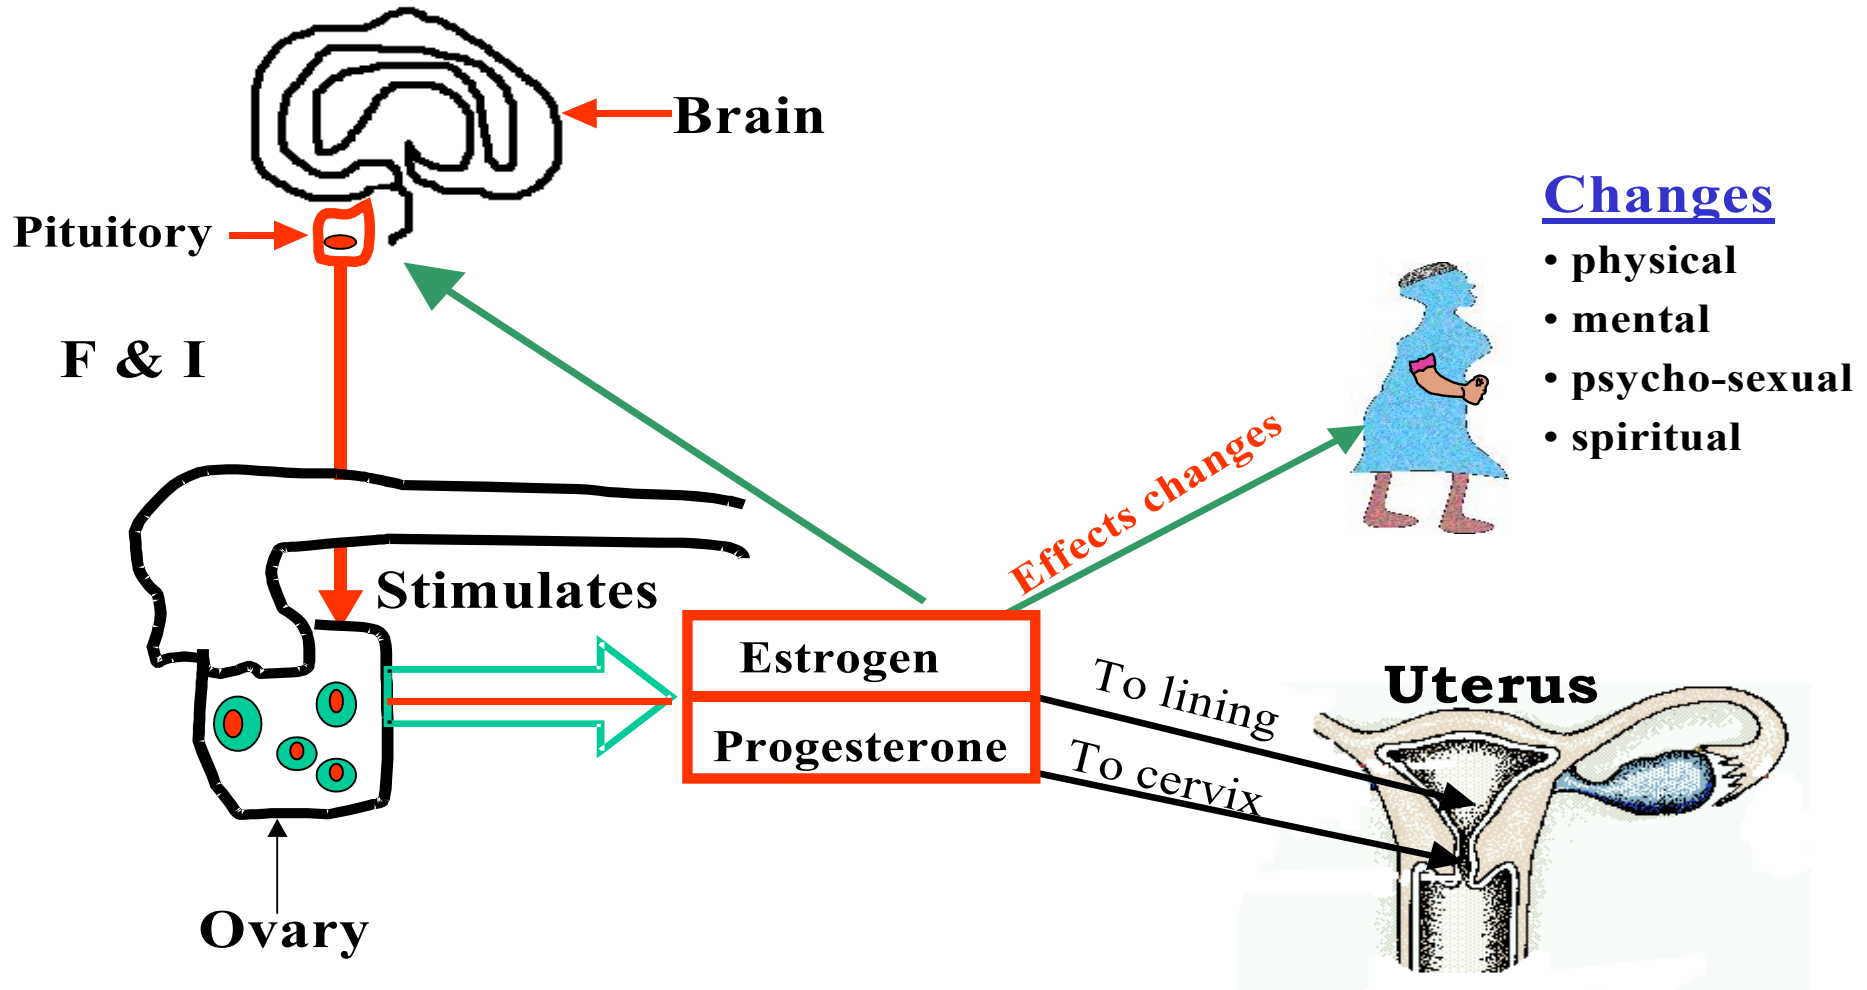 Brain
Pituitory
F & I
Stimulates
Ovary
Estrogen
Progesterone
Effects changes
To lining
To cervix
Uterus
Changes
• physical
• mental
• psycho-sexual
• spiritual